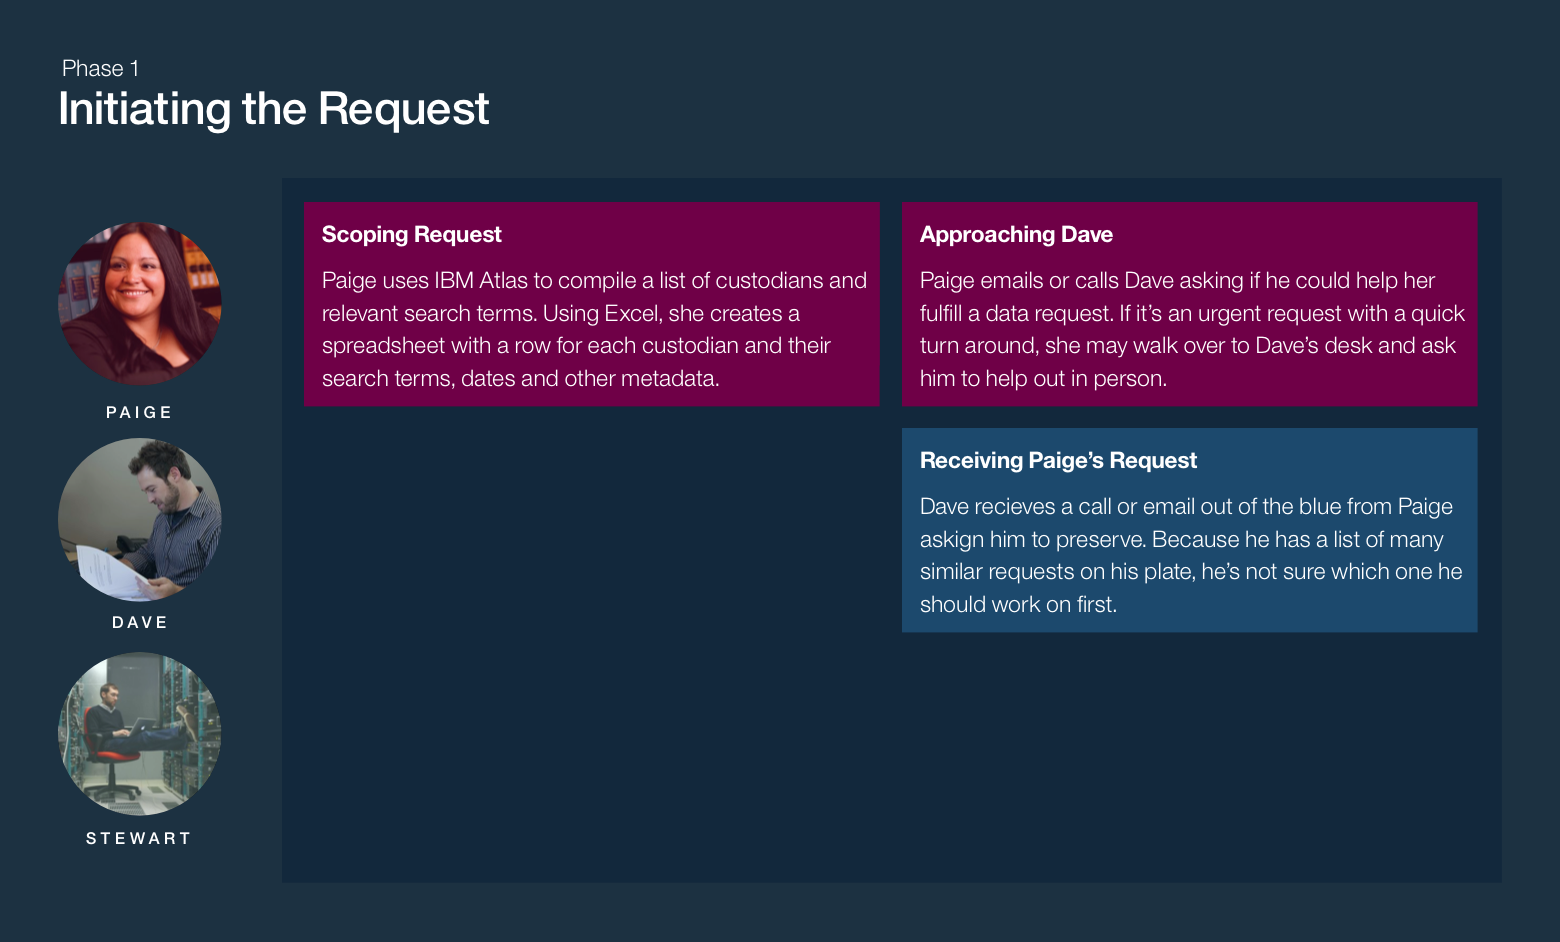 Phase 1
Initiating the Request
PAIGE
DAVE
STEWART
Scoping Request
Paige uses IBM Atlas to compile a list of custodians and
relevant search terms. Using Excel, she creates a
spreadsheet with a row for each custodian and their
search terms, dates and other metadata.
Approaching Dave
Paige emails or calls Dave asking if he could help her
fulfill a data request. If it’s an urgent request with a quick
turn around, she may walk over to Dave’s desk and ask
him to help out in person.
Receiving Paige’s Request
Dave recieves a call or email out of the blue from Paige
askign him to preserve. Because he has a list of many
similar requests on his plate, he’s not sure which one he
should work on first.